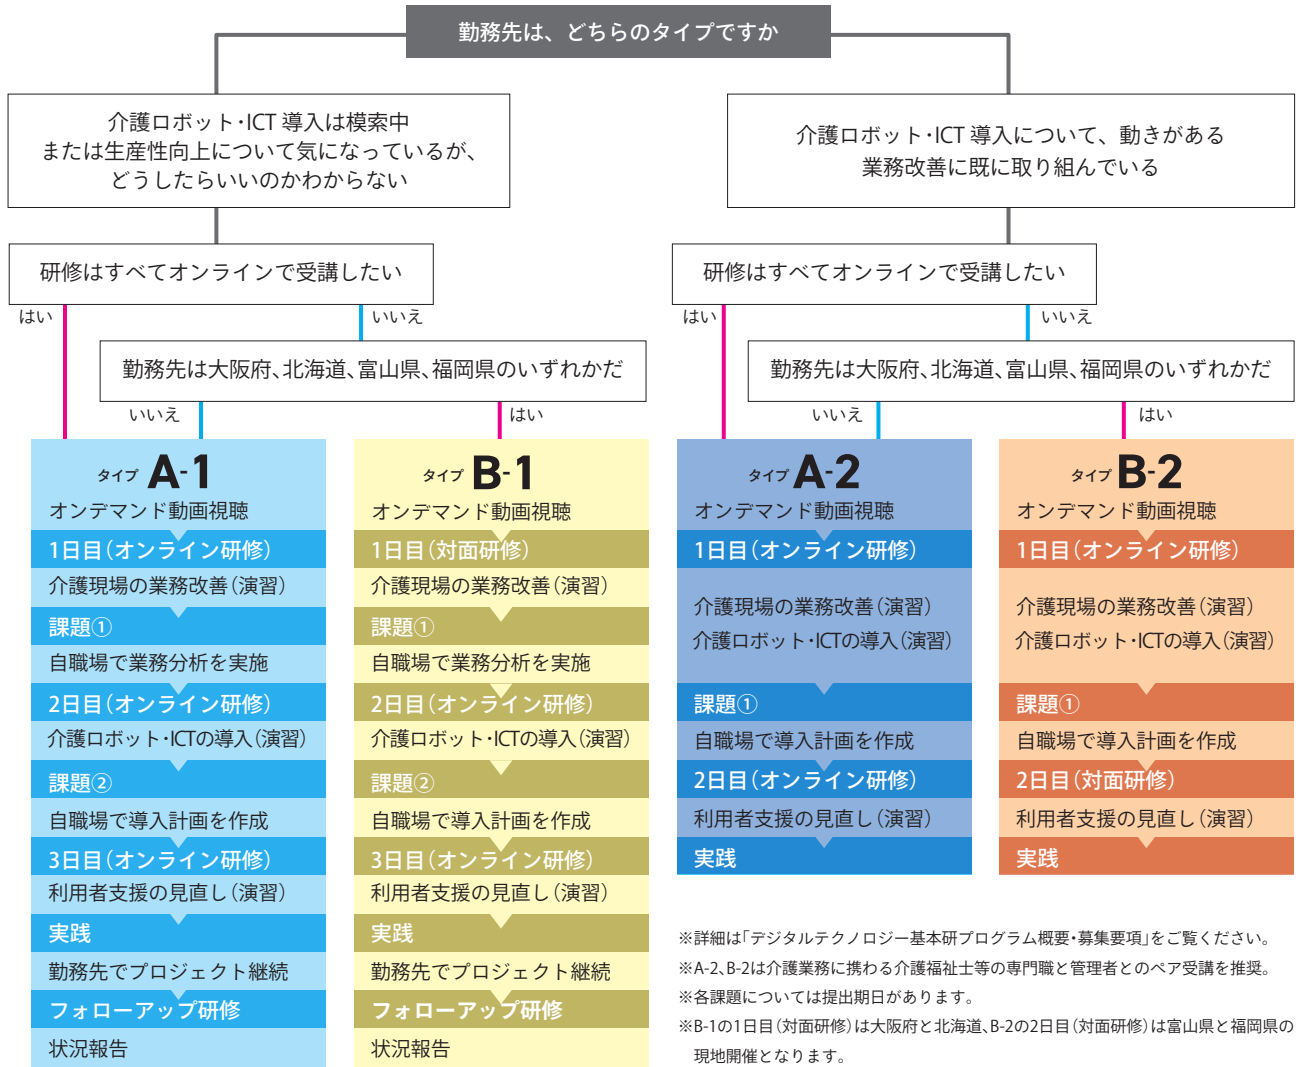 勤務先は、どちらのタイプですか
介護ロボット・ICT 導入は模索中
または生産性向上について気になっているが、
どうしたらいいのかわからない
研修はすべてオンラインで受講したい
はい
いいえ
勤務先は大阪府、北海道、富山県、福岡県のいずれかだ
いいえ
はい
介護ロボット・ICT 導入について、動きがある
業務改善に既に取り組んでいる
研修はすべてオンラインで受講したい
はい
いいえ
勤務先は大阪府、北海道、富山県、福岡県のいずれかだ
いいえ
はい
タイプ A-1
オンデマンド動画視聴
1日目（オンライン研修）
介護現場の業務改善（演習）
課題①
自職場で業務分析を実施
2日目（オンライン研修）
介護ロボット・ICTの導入（演習）
課題②
自職場で導入計画を作成
3日目（オンライン研修）
利用者支援の見直し（演習）
実践
勤務先でプロジェクト継続
フォローアップ研修
状況報告
タイプ B-1
オンデマンド動画視聴
1日目（対面研修）
介護現場の業務改善（演習）
課題①
自職場で業務分析を実施
2日目（オンライン研修）
介護ロボット・ICTの導入（演習）
課題②
自職場で導入計画を作成
3日目（オンライン研修）
利用者支援の見直し（演習）
実践
勤務先でプロジェクト継続
フォローアップ研修
状況報告
タイプ A-2
オンデマンド動画視聴
1日目（オンライン研修）
介護現場の業務改善（演習）
介護ロボット・ICTの導入（演習）
課題①
自職場で導入計画を作成
2日目（オンライン研修）
利用者支援の見直し（演習）
実践
タイプ B-2
オンデマンド動画視聴
1日目（オンライン研修）
介護現場の業務改善（演習）
介護ロボット・ICTの導入（演習）
課題①
自職場で導入計画を作成
2日目（対面研修）
利用者支援の見直し（演習）
実践
※詳細は「デジタルテクノロジー基本研プログラム概要・募集要項」をご覧ください。
※A-2、B-2は介護業務に携わる介護福祉士等の専門職と管理者とのペア受講を推奨。
※各課題については提出期日があります。
※B-1の1日目（対面研修）は大阪府と北海道、B-2の2日目（対面研修）は富山県と福岡県の
現地開催となります。